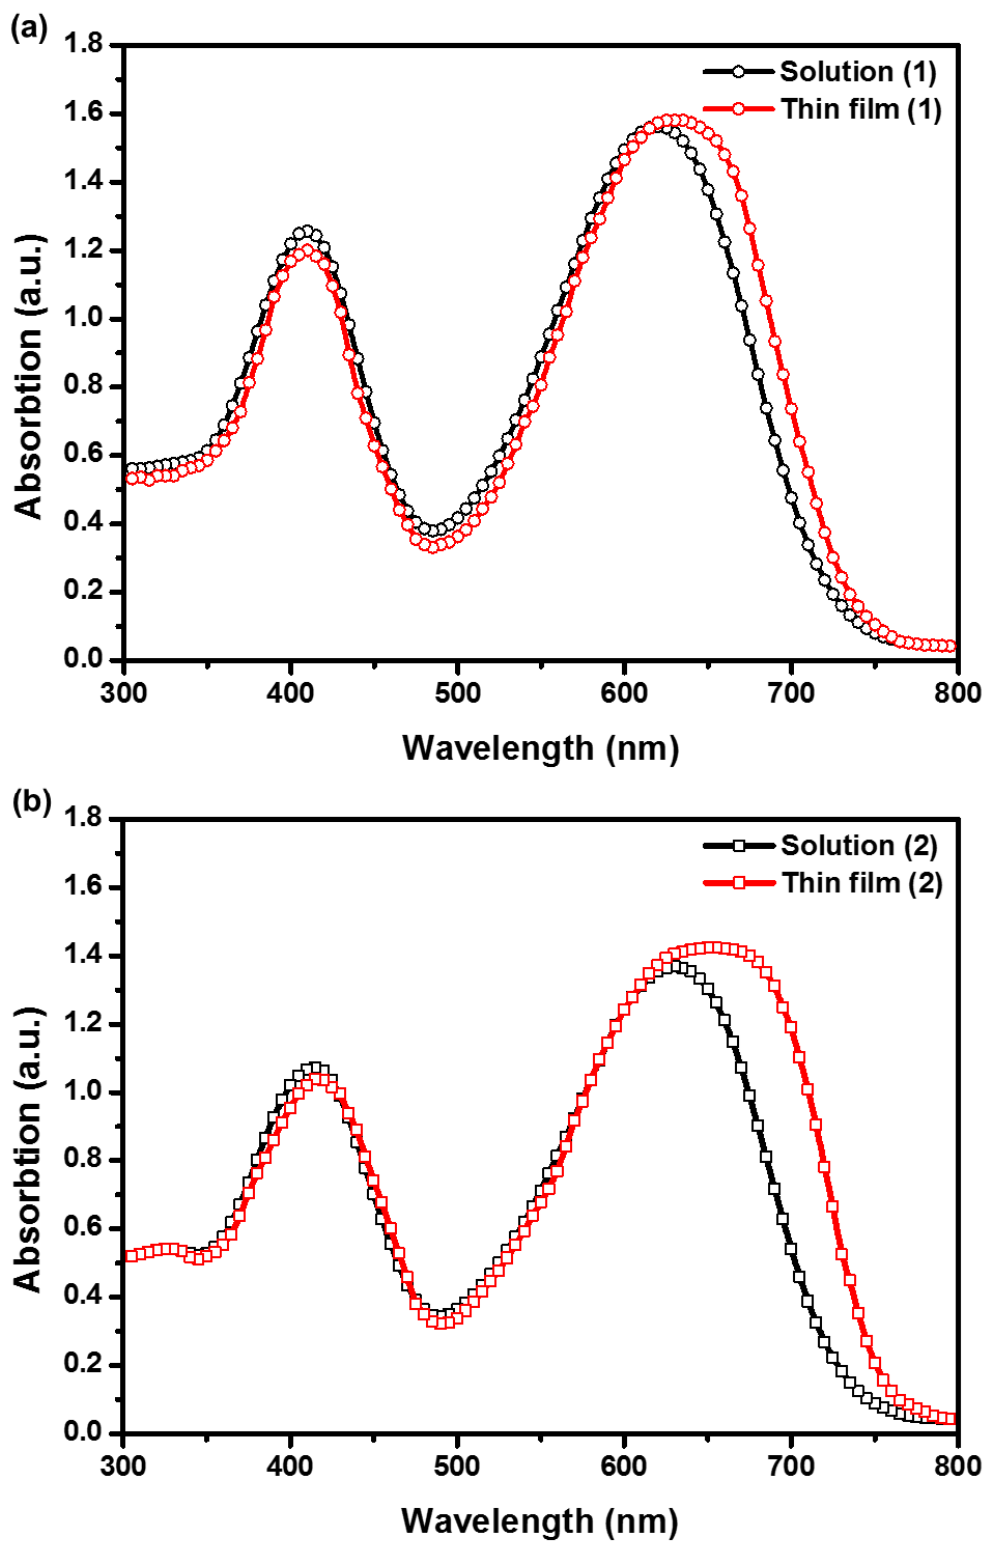 (a)
1.8
1.6
1.4
1.2
1.0
0.8
0.6
0.4
0.2
0.0
Absorbtion (a.u.)
Solution (1)
Thin film (1)
300 400 500 600 700 800
Wavelength (nm)
(b)
1.8
1.6
1.4
1.2
1.0
0.8
0.6
0.4
0.2
0.0
Absorbtion (a.u.)
Solution (2)
Thin film (2)
300 400 500 600 700 800
Wavelength (nm)